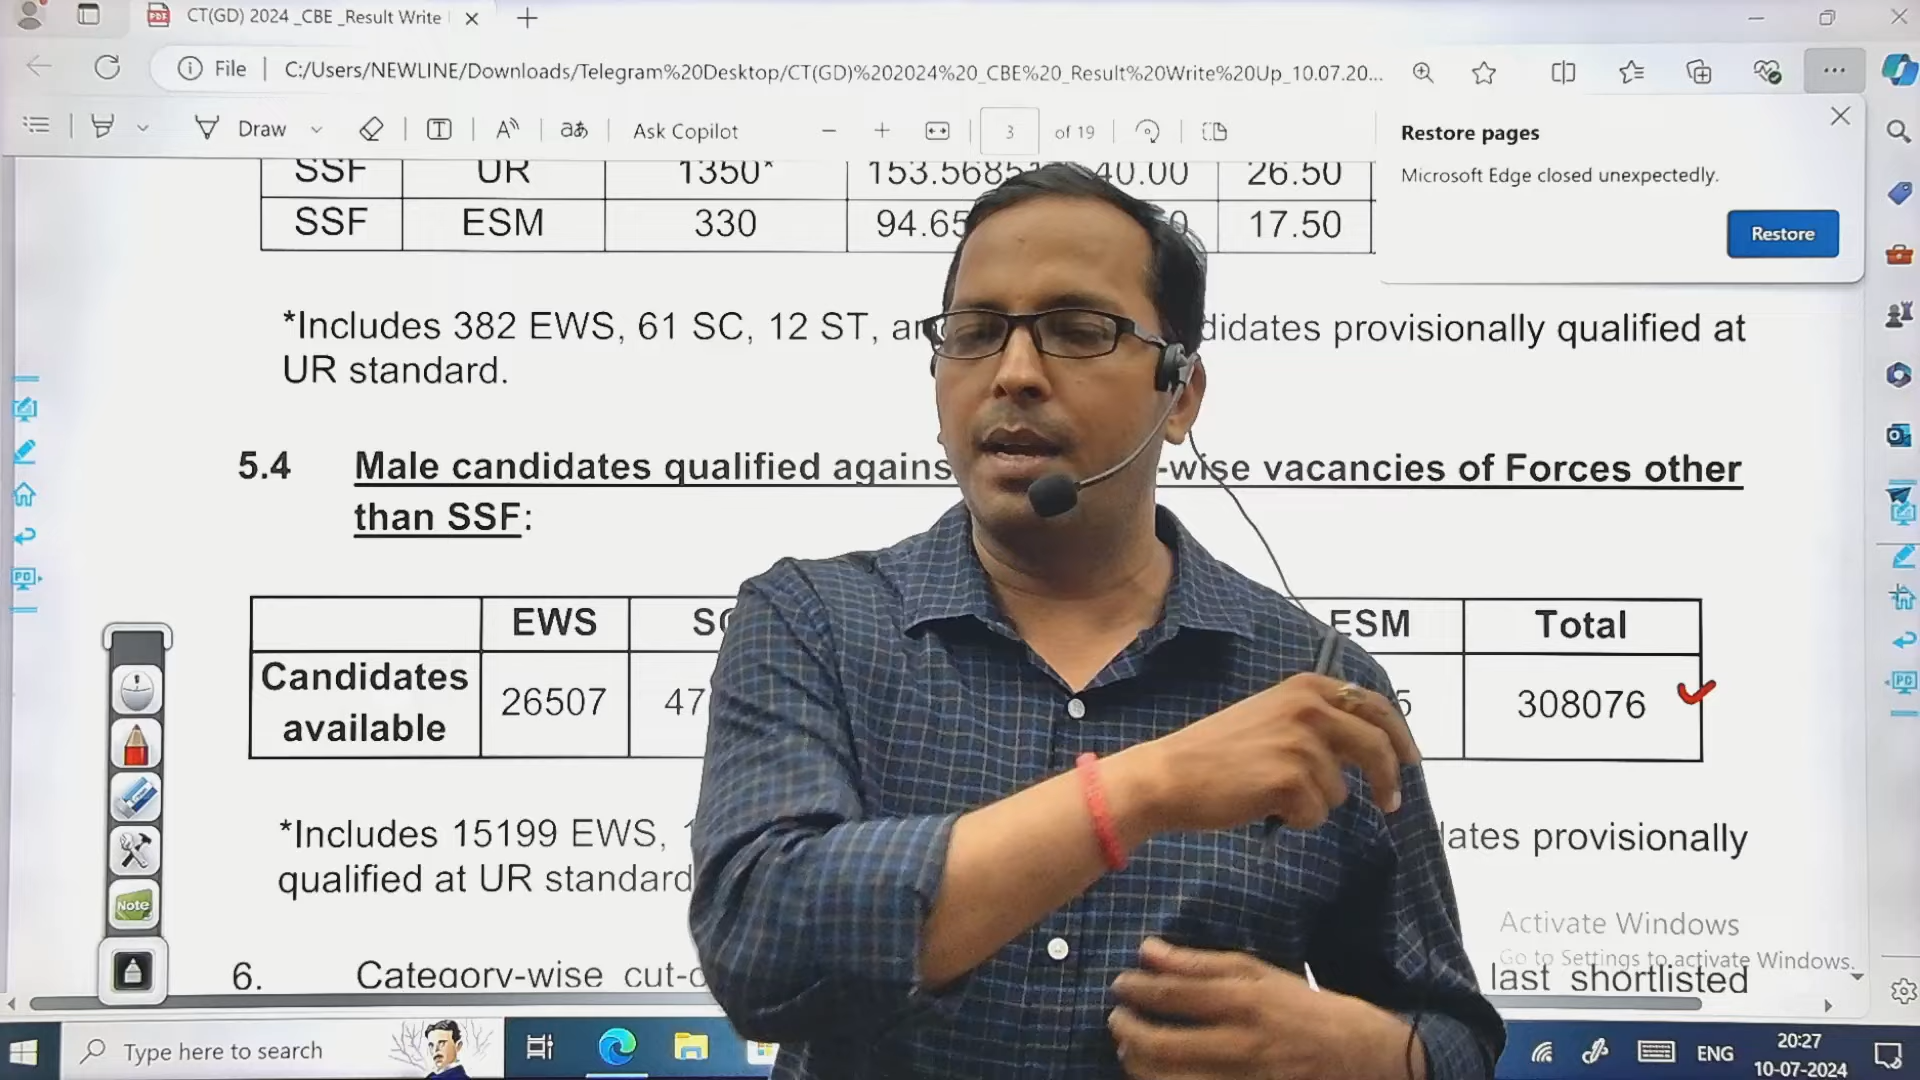 CT(GD) 2024 _CBE _Result Write
File C:/Users/NEWLINE/Downloads/Telegram%20Desktop/CT(GD)%202024%20_CBE%20_Result%20Write%20Up_10.07.20...
Draw Ask Copilot 3 of 19
Restore pages
Microsoft Edge closed unexpectedly.
Restore
SSF UR 1350* 40.00 26.50
SSF ESM 330 17.50
*Includes 382 EWS, 61 SC, 12 ST, provisionally qualified at
UR standard.
5.4 Male candidates qualified -wise vacancies of Forces other
than SSF:
EWS ESM Total
Candidates
available 26507 308076
*Includes 15199 EWS, provisionally
qualified at UR standard
6. Category-wise last shortlisted
Activate Windows
Go to Settings to activate Windows.
Note
Type here to search
ENG
20:27
10-07-2024